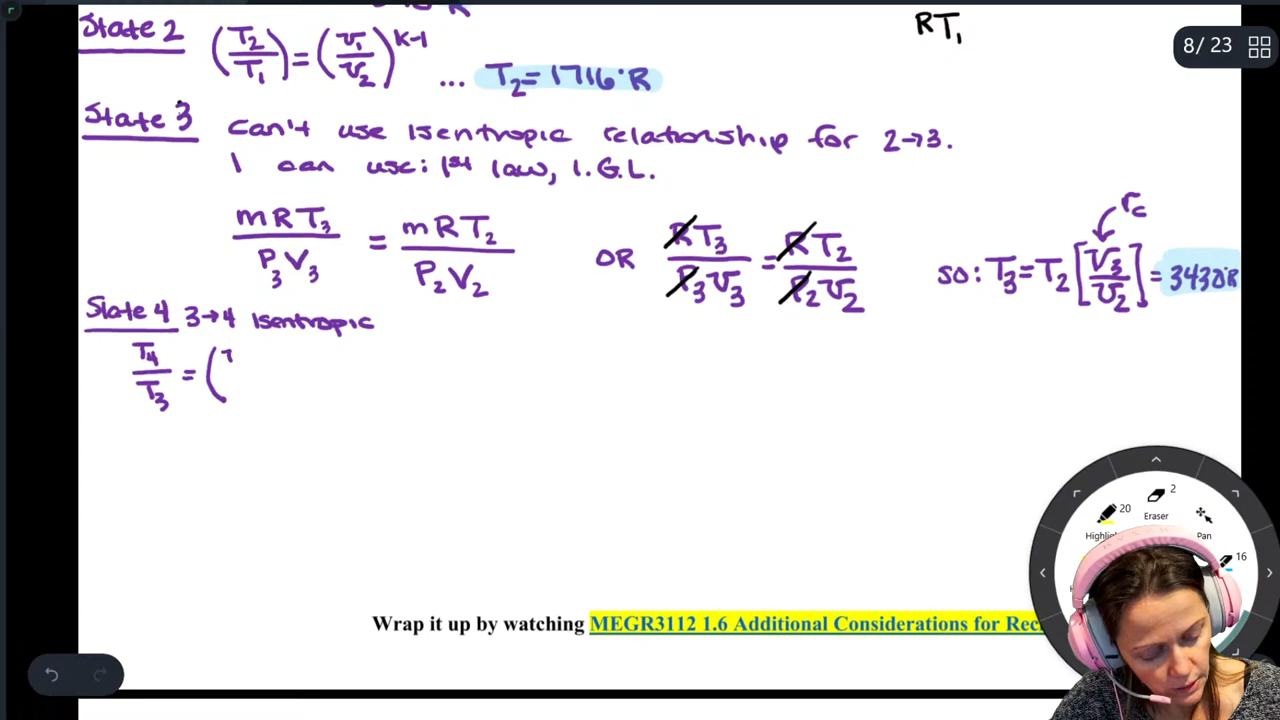 RT₁
8 / 23
State 2
(T₂/T₁) = (v₁/v₂)^k-1 ... T₂ = 1716°R
State 3 Can't use Isentropic relationship for 2→3.
I can use: 1st law, I.G.L.
mRT₃/P₃V₃ = mRT₂/P₂V₂ OR RT₃/P₃v₃ = RT₂/P₂v₂ SO: T₃ = T₂[V₃/v₂] = 3430°R
rc
State 4 3→4 Isentropic
T₄/T₃ = (
20
2
Eraser
Pan
16
Wrap it up by watching MEGR3112 1.6 Additional Considerations for